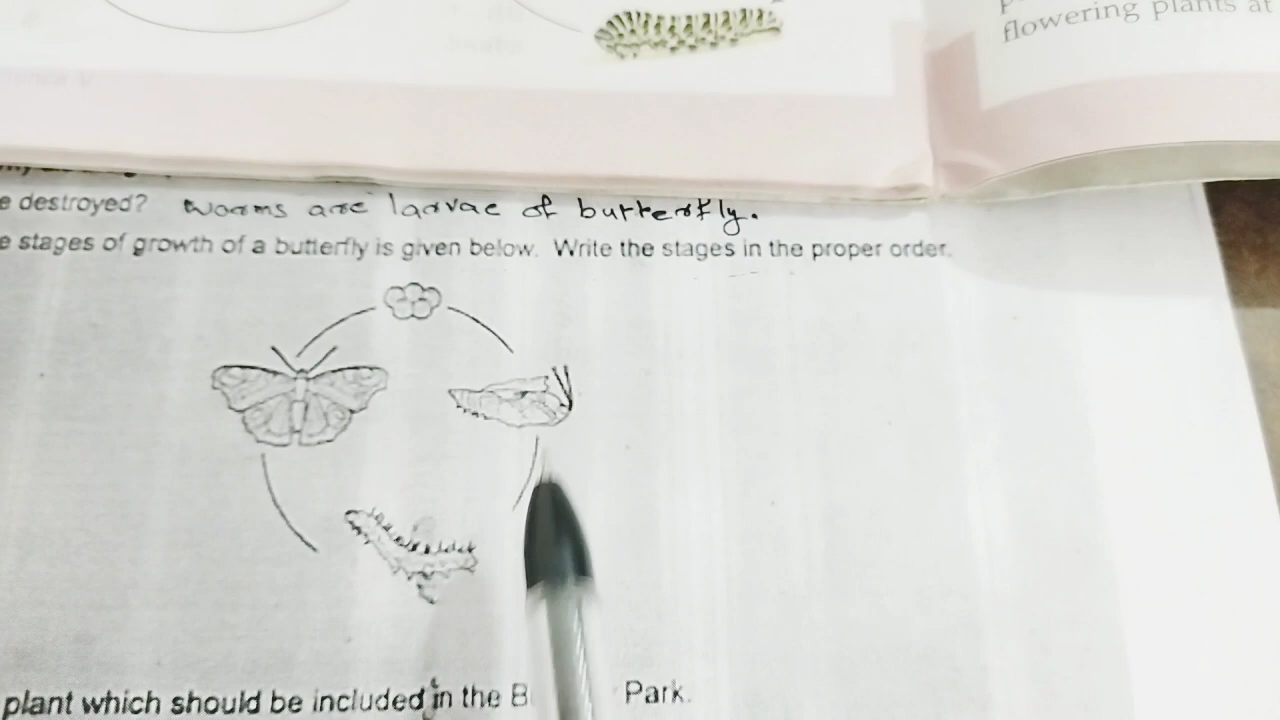 flowering plants at
e destroyed? worms are larvae of butterfly.
e stages of growth of a butterfly is given below. Write the stages in the proper order.
plant which should be included in the B Park.